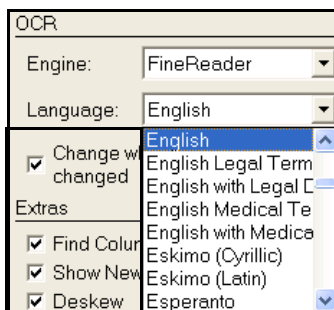 OCR
Engine: FineReader
Language: English
English
English Legal Term
English with Legal
English Medical Te
English with Medica
Eskimo (Cyrillic)
Eskimo (Latin)
Esperanto
Change
changed
Extras
Find Colum
Show New
Deskew